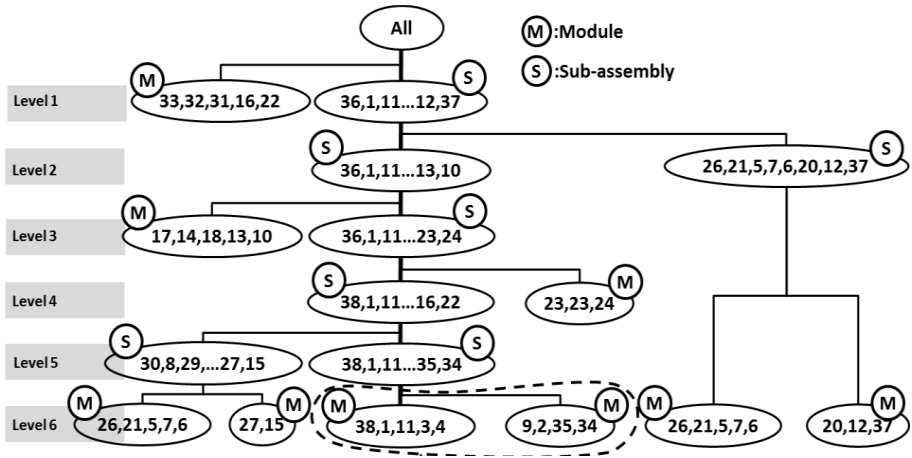 All
M :Module
S :Sub-assembly
Level 1
M
33,32,31,16,22
S
36,1,11...12,37
Level 2
S
36,1,11...13,10
S
26,21,5,7,6,20,12,37
Level 3
M
17,14,18,13,10
S
36,1,11...23,24
Level 4
S
38,1,11...16,22
M
23,23,24
Level 5
S
30,8,29,...27,15
S
38,1,11...35,34
Level 6
M
26,21,5,7,6
M
27,15
M
38,1,11,3,4
M
9,2,35,34
M
26,21,5,7,6
M
20,12,37